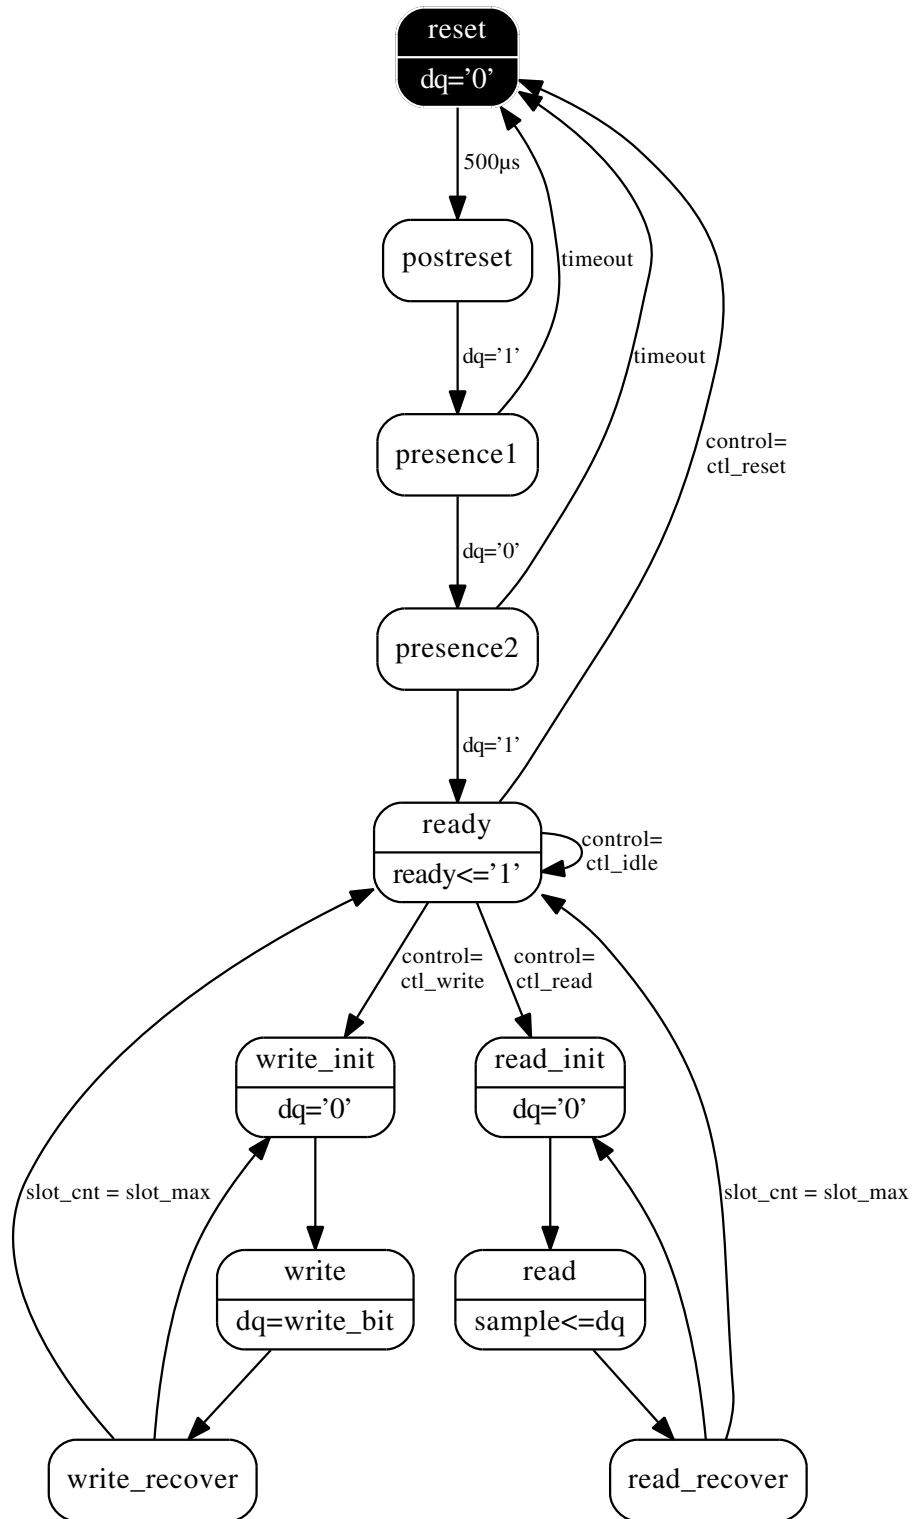 reset
dq='0'
500µs
postreset
timeout
dq='1'
timeout
presence1
control=
ctl_reset
dq='0'
presence2
dq='1'
ready
ready<='1'
control=
ctl_idle
control=
ctl_write
control=
ctl_read
write_init
dq='0'
read_init
dq='0'
slot_cnt = slot_max
slot_cnt = slot_max
write
dq=write_bit
read
sample<=dq
write_recover
read_recover